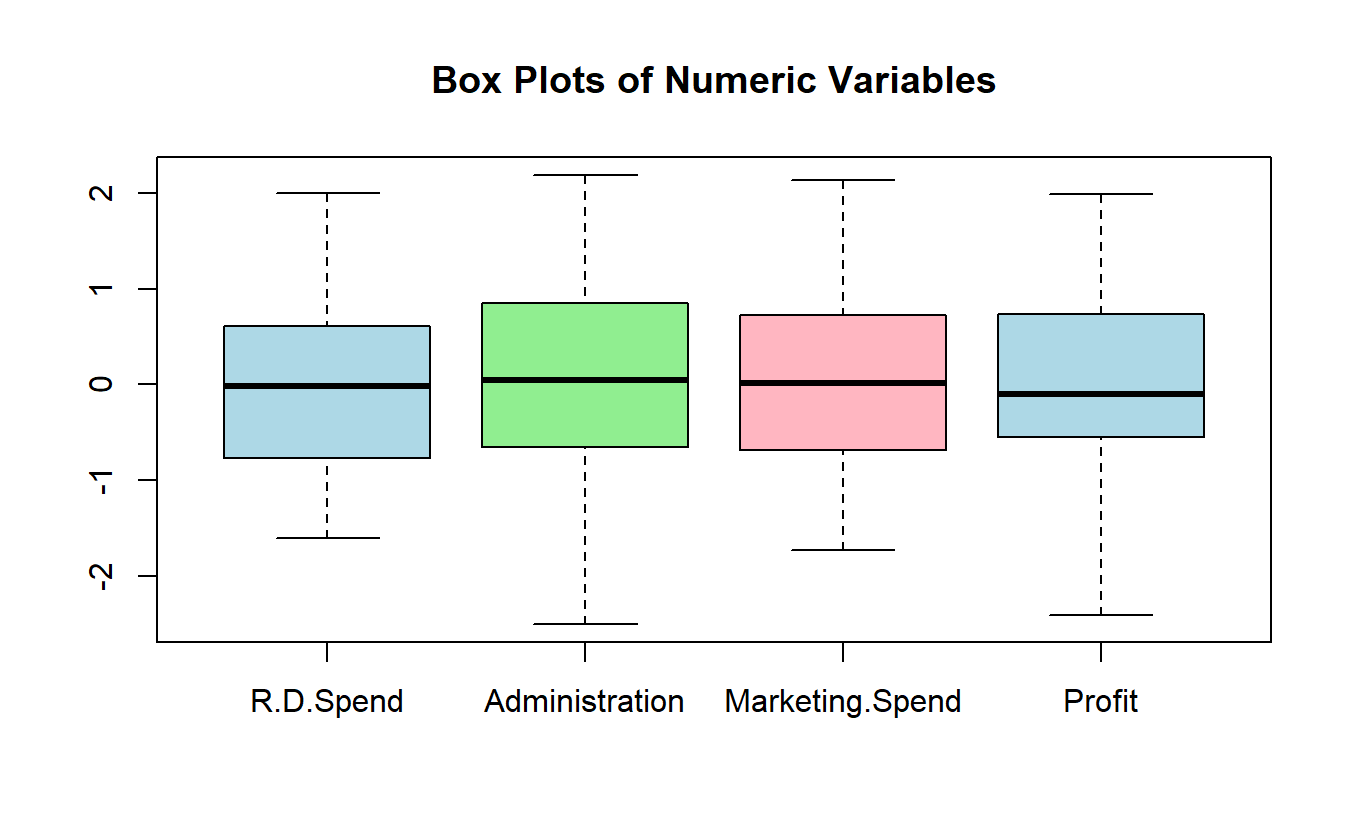 Box Plots of Numeric Variables
2
1
0
-1
-2
R.D.Spend Administration Marketing.Spend Profit